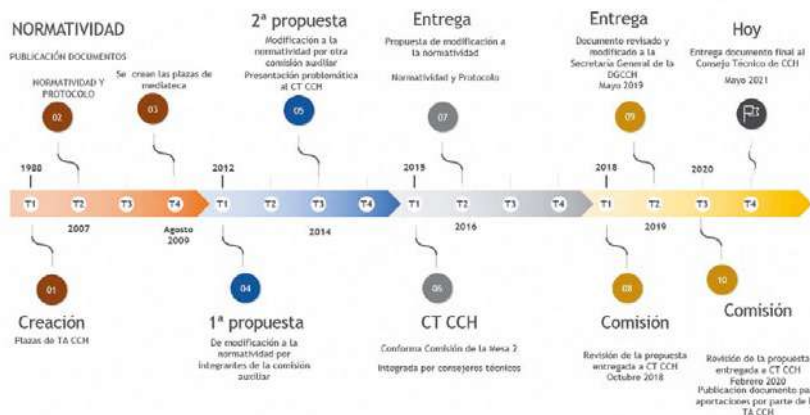 NORMATIVIDAD
PUBLICACIÓN DOCUMENTOS
NORMATIVIDAD Y
PROTOCOLO
02
Se crean las plazas de
mediateca
03
2ª propuesta
Modificación a la
normatividad por otra
comisión auxiliar
Presentación problemática
al CT CCH
05
Entrega
Propuesta de modificación a
la normatividad
Normatividad y Protocolo
07
Entrega
Documento revisado y
modificado a la
Secretaría General de la
DGCCH
Mayo 2019
09
Hoy
Entrega documento final al
Consejo Técnico de CCH
Mayo 2021
1988
2012
2015
2018
2020
T1 T2 T3 T4 T1 T2 T3 T4 T1 T2 T3 T4 T1 T2 T3 T4
2007
Agosto
2009
2014
2016
2019
01
Creación
Plazas de TA CCH
04
1ª propuesta
De modificación a la
normatividad por
integrantes de la comisión
auxiliar
06
CT CCH
Conforma Comisión de la Mesa 2
Integrada por consejeros técnicos
08
Comisión
Revisión de la propuesta
entregada a CT CCH
Octubre 2018
10
Comisión
Revisión de la propuesta
entregada a CT CCH
Febrero 2020
Publicación documento pa
aportaciones por parte de l
TA CCH